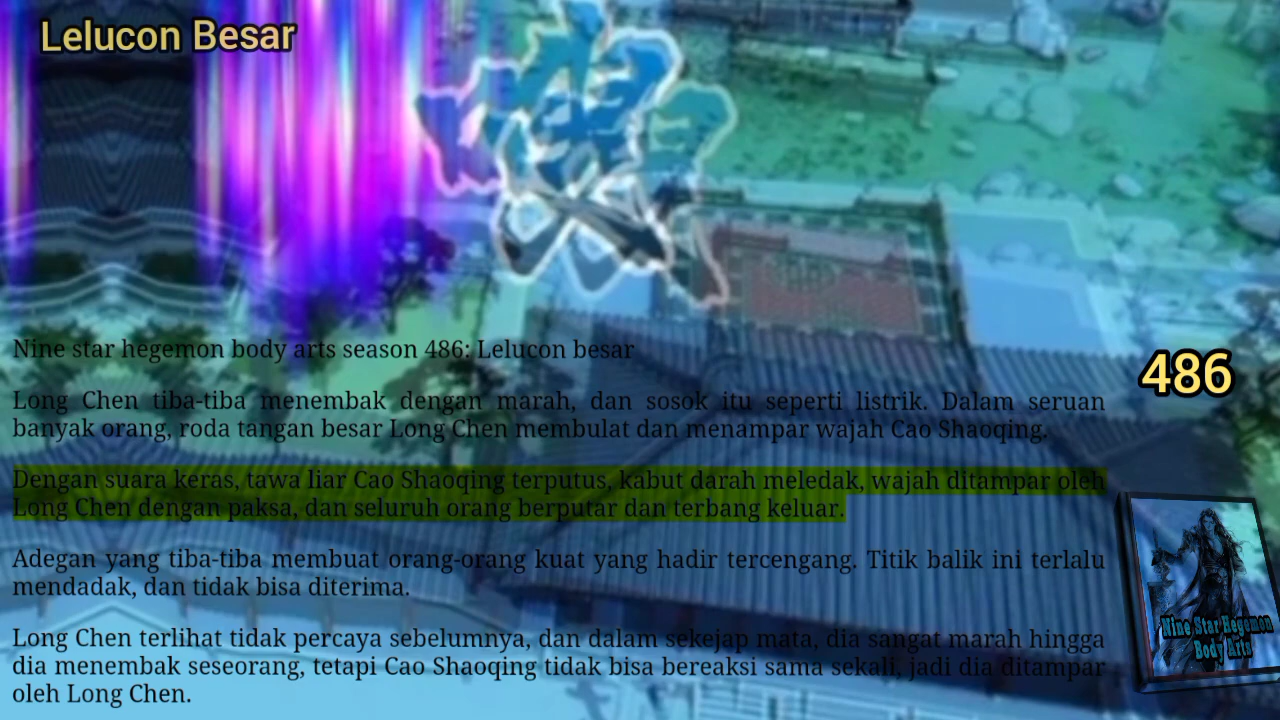 Lelucon Besar
Nine star hegemon body arts season 486: Lelucon besar
486
Long Chen tiba-tiba menembak dengan marah, dan sosok itu seperti listrik. Dalam seruan
banyak orang, roda tangan besar Long Chen membulat dan menampar wajah Cao Shaoqing.
Dengan suara keras, tawa liar Cao Shaoqing terputus, kabut darah meledak, wajah ditampar oleh
Long Chen dengan paksa, dan seluruh orang berputar dan terbang keluar.
Adegan yang tiba-tiba membuat orang-orang kuat yang hadir tercengang. Titik balik ini terlalu
mendadak, dan tidak bisa diterima.
Long Chen terlihat tidak percaya sebelumnya, dan dalam sekejap mata, dia sangat marah hingga
dia menembak seseorang, tetapi Cao Shaoqing tidak bisa bereaksi sama sekali, jadi dia ditampar
oleh Long Chen.
Nine Star Hegemon
Body Arts